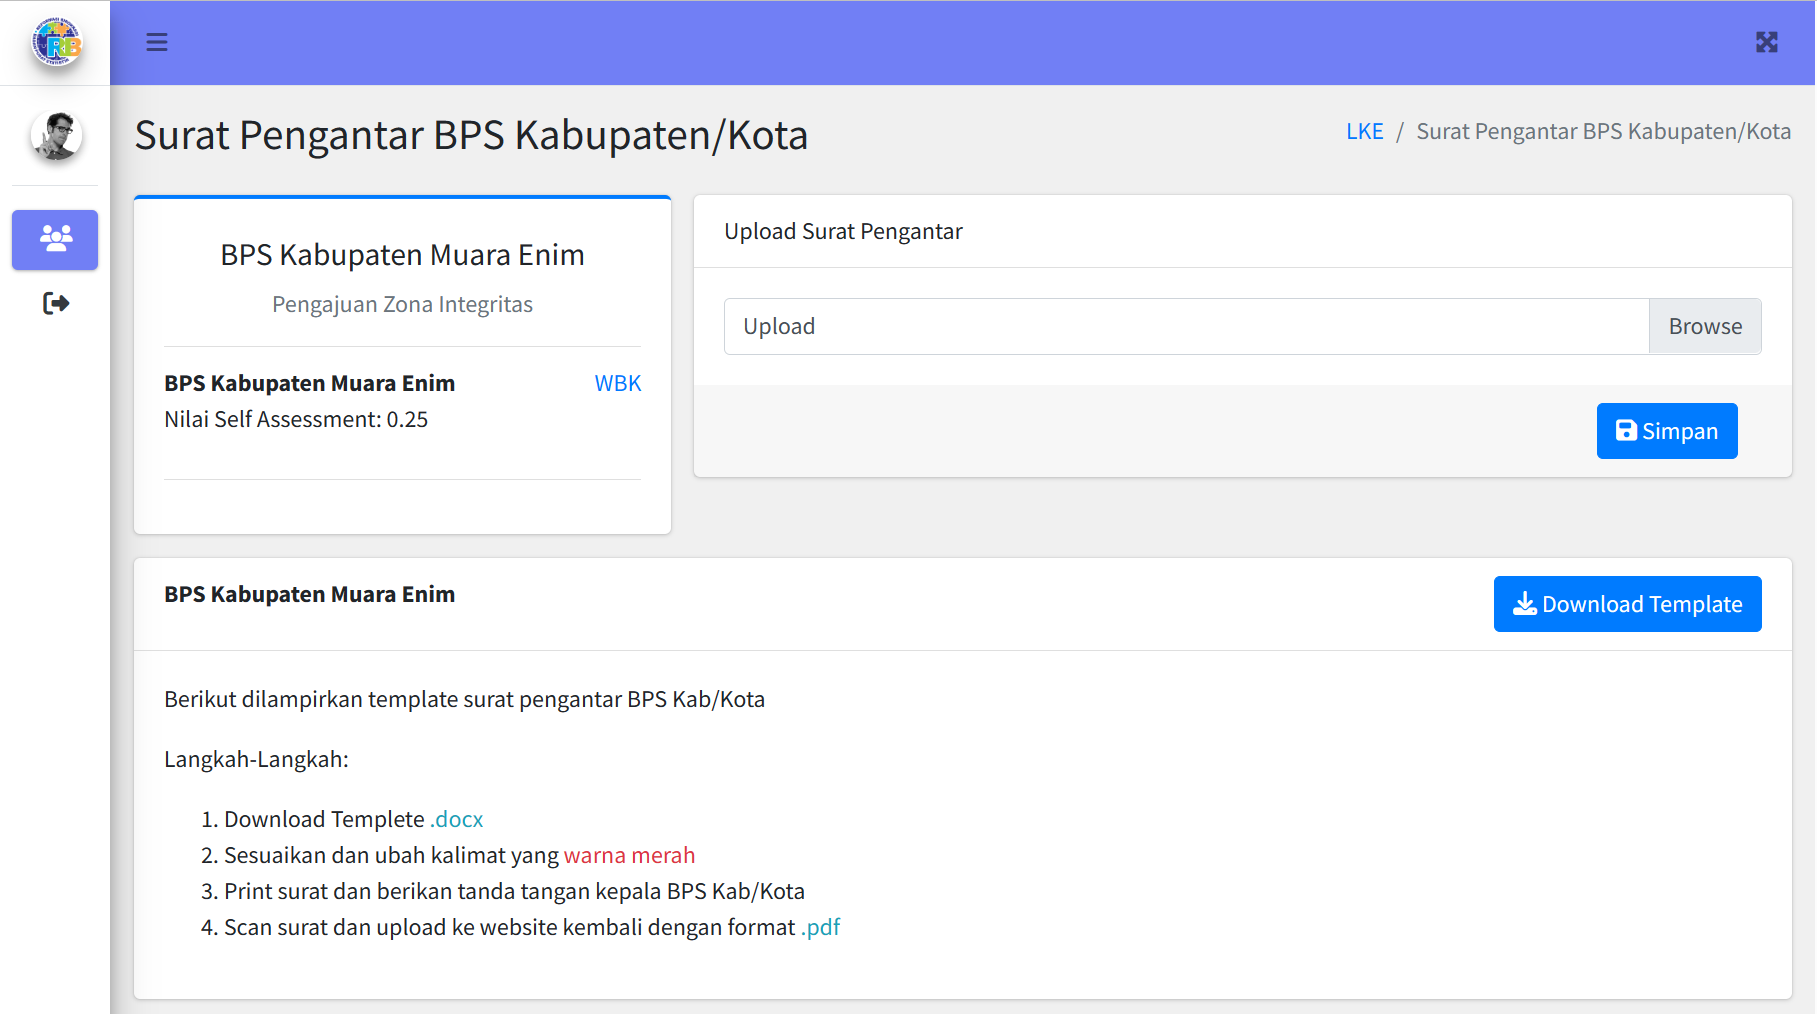 RB
Surat Pengantar BPS Kabupaten/Kota
LKE / Surat Pengantar BPS Kabupaten/Kota
BPS Kabupaten Muara Enim
Pengajuan Zona Integritas
BPS Kabupaten Muara Enim WBK
Nilai Self Assessment: 0.25
Upload Surat Pengantar
Upload Browse
Simpan
BPS Kabupaten Muara Enim
Download Template
Berikut dilampirkan template surat pengantar BPS Kab/Kota
Langkah-Langkah:
1. Download Templete .docx
2. Sesuaikan dan ubah kalimat yang warna merah
3. Print surat dan berikan tanda tangan kepala BPS Kab/Kota
4. Scan surat dan upload ke website kembali dengan format .pdf